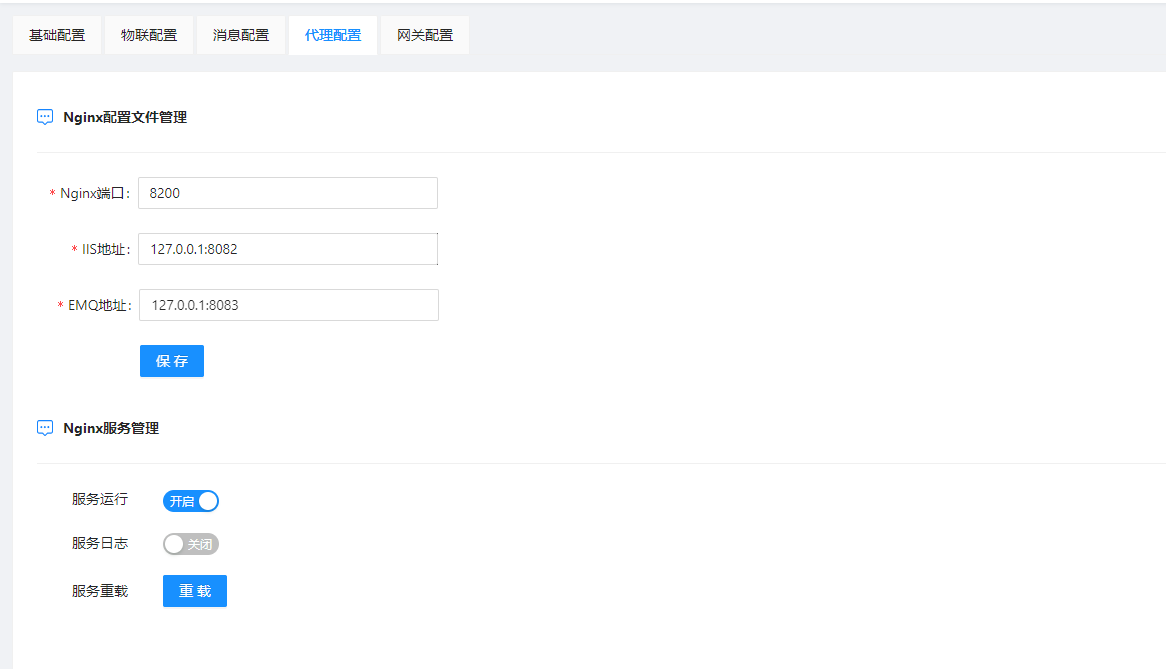 基础配置 物联配置 消息配置 代理配置 网关配置
Nginx配置文件管理
* Nginx端口: 8200
* IIS地址: 127.0.0.1:8082
* EMQ地址: 127.0.0.1:8083
保存
Nginx服务管理
服务运行 开启
服务日志 关闭
服务重载 重载